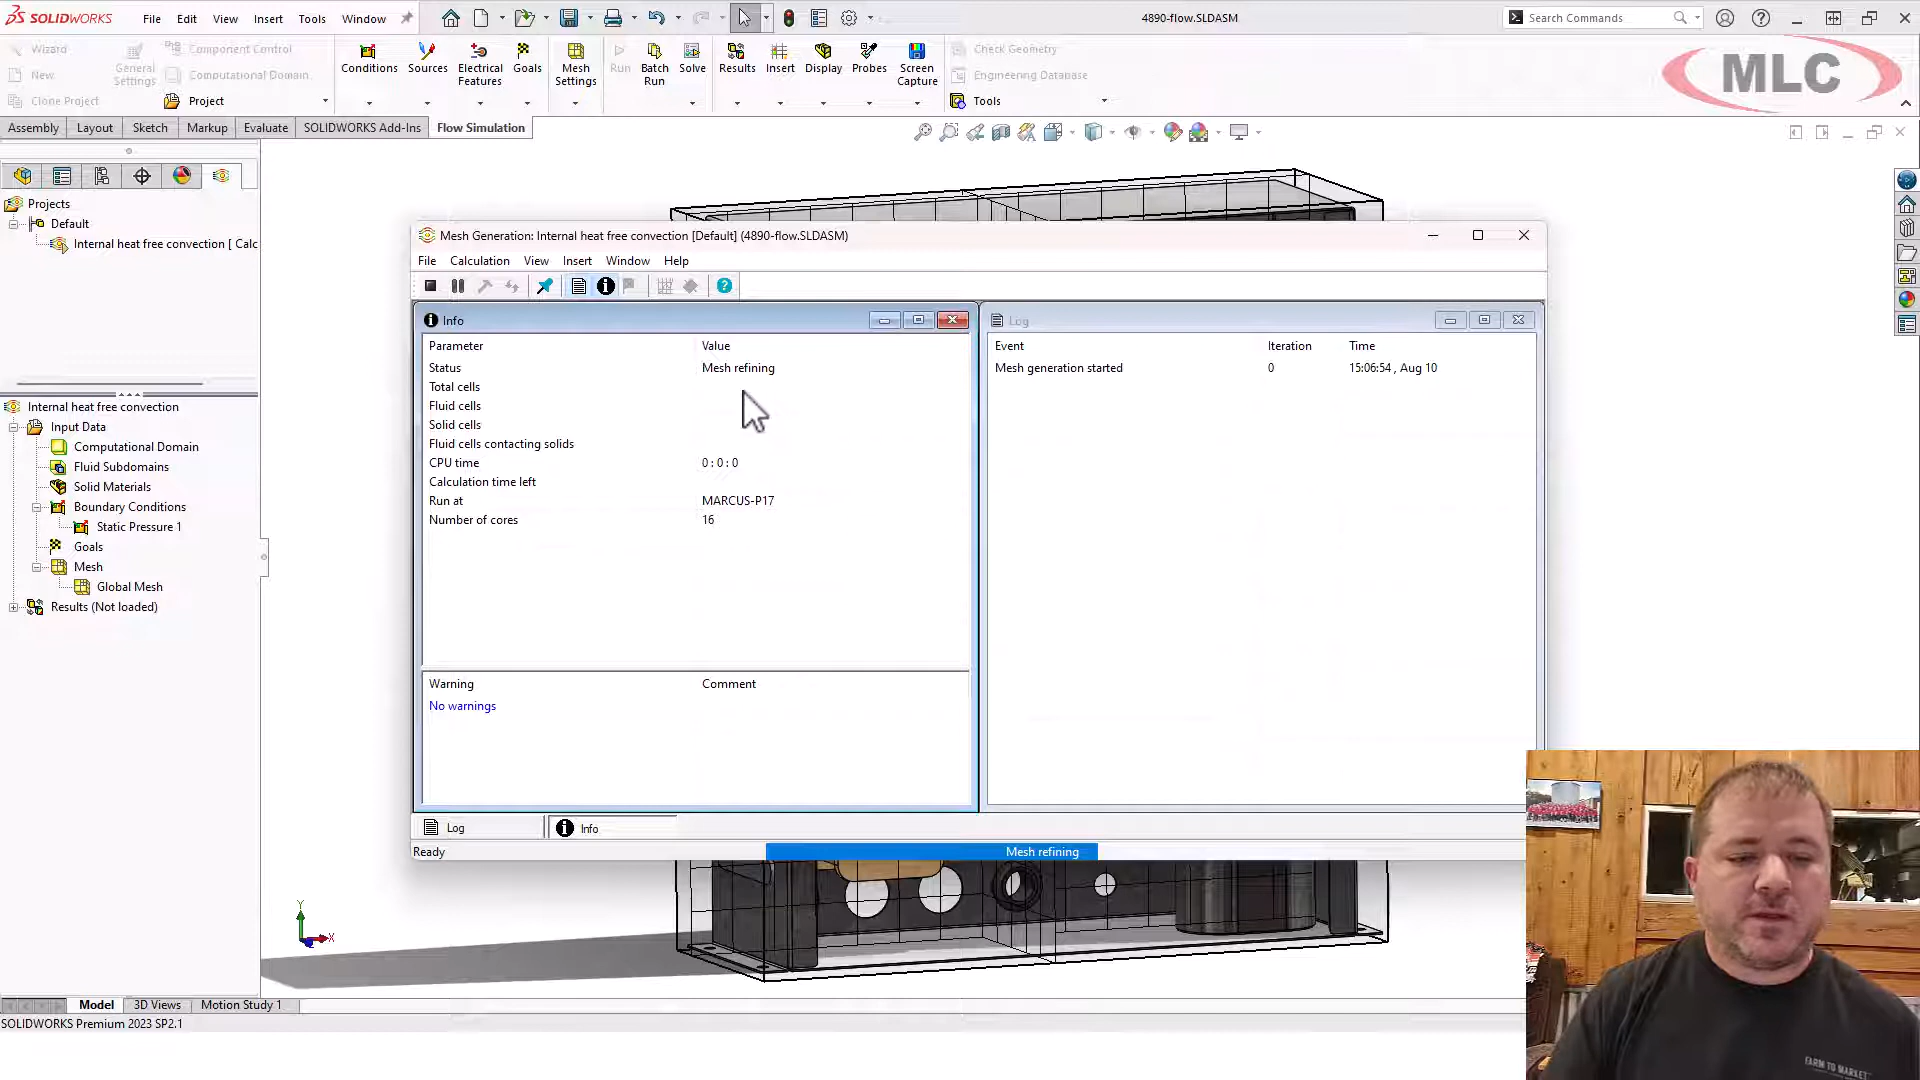 SOLIDWORKS File Edit View Insert Tools Window 4890-flow.SLDASM Search Commands
Wizard
New
Clone Project
General Settings
Component Control
Computational Domain
Project
Conditions Sources Electrical Features Goals Mesh Settings Run Batch Run Solve Results Insert Display Probes Screen Capture
Check Geometry
Engineering Database
Tools
MLC
Assembly Layout Sketch Markup Evaluate SOLIDWORKS Add-Ins Flow Simulation
Projects
Default
Internal heat free convection [ Calc
Internal heat free convection
Input Data
Computational Domain
Fluid Subdomains
Solid Materials
Boundary Conditions
Static Pressure 1
Goals
Mesh
Global Mesh
Results (Not loaded)
Mesh Generation: Internal heat free convection [Default] (4890-flow.SLDASM)
File Calculation View Insert Window Help
Info
Parameter Value
Status Mesh refining
Total cells
Fluid cells
Solid cells
Fluid cells contacting solids
CPU time 0 : 0 : 0
Calculation time left
Run at MARCUS-P17
Number of cores 16
Warning Comment
No warnings
Log
Event Iteration Time
Mesh generation started 0 15:06:54 , Aug 10
Log Info
Ready Mesh refining
Y
X
Model 3D Views Motion Study 1
SOLIDWORKS Premium 2023 SP2.1
FARM TO MARKET